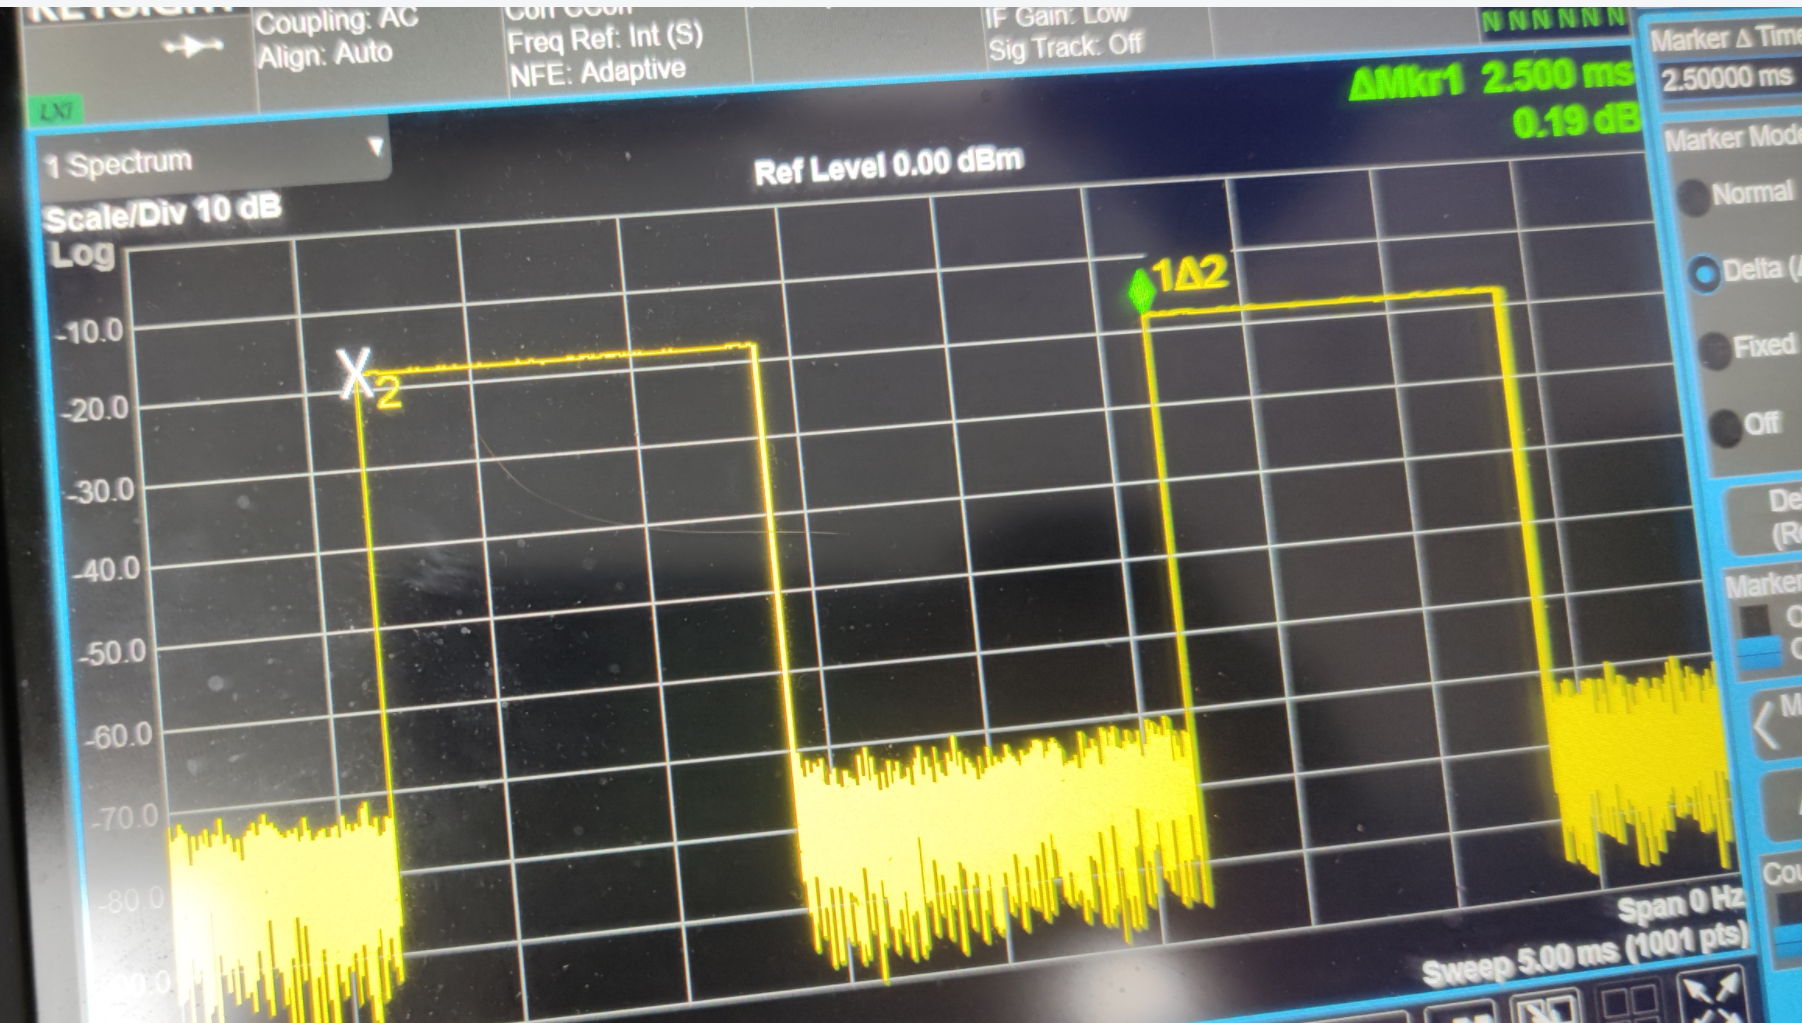 Coupling: AC
Align: Auto
Freq Ref: Int (S)
NFE: Adaptive
IF Gain: Low
Sig Track: Off
N N N N N N
LXI
ΔMkr1 2.500 ms
0.19 dB
1 Spectrum
Ref Level 0.00 dBm
Scale/Div 10 dB
Log
-10.0
-20.0
-30.0
-40.0
-50.0
-60.0
-70.0
-80.0
X
2
1Δ2
Span 0 Hz
Sweep 5.00 ms (1001 pts)
Marker Δ Time
2.50000 ms
Marker Mode
Normal
Delta (
Fixed
Off
Marker